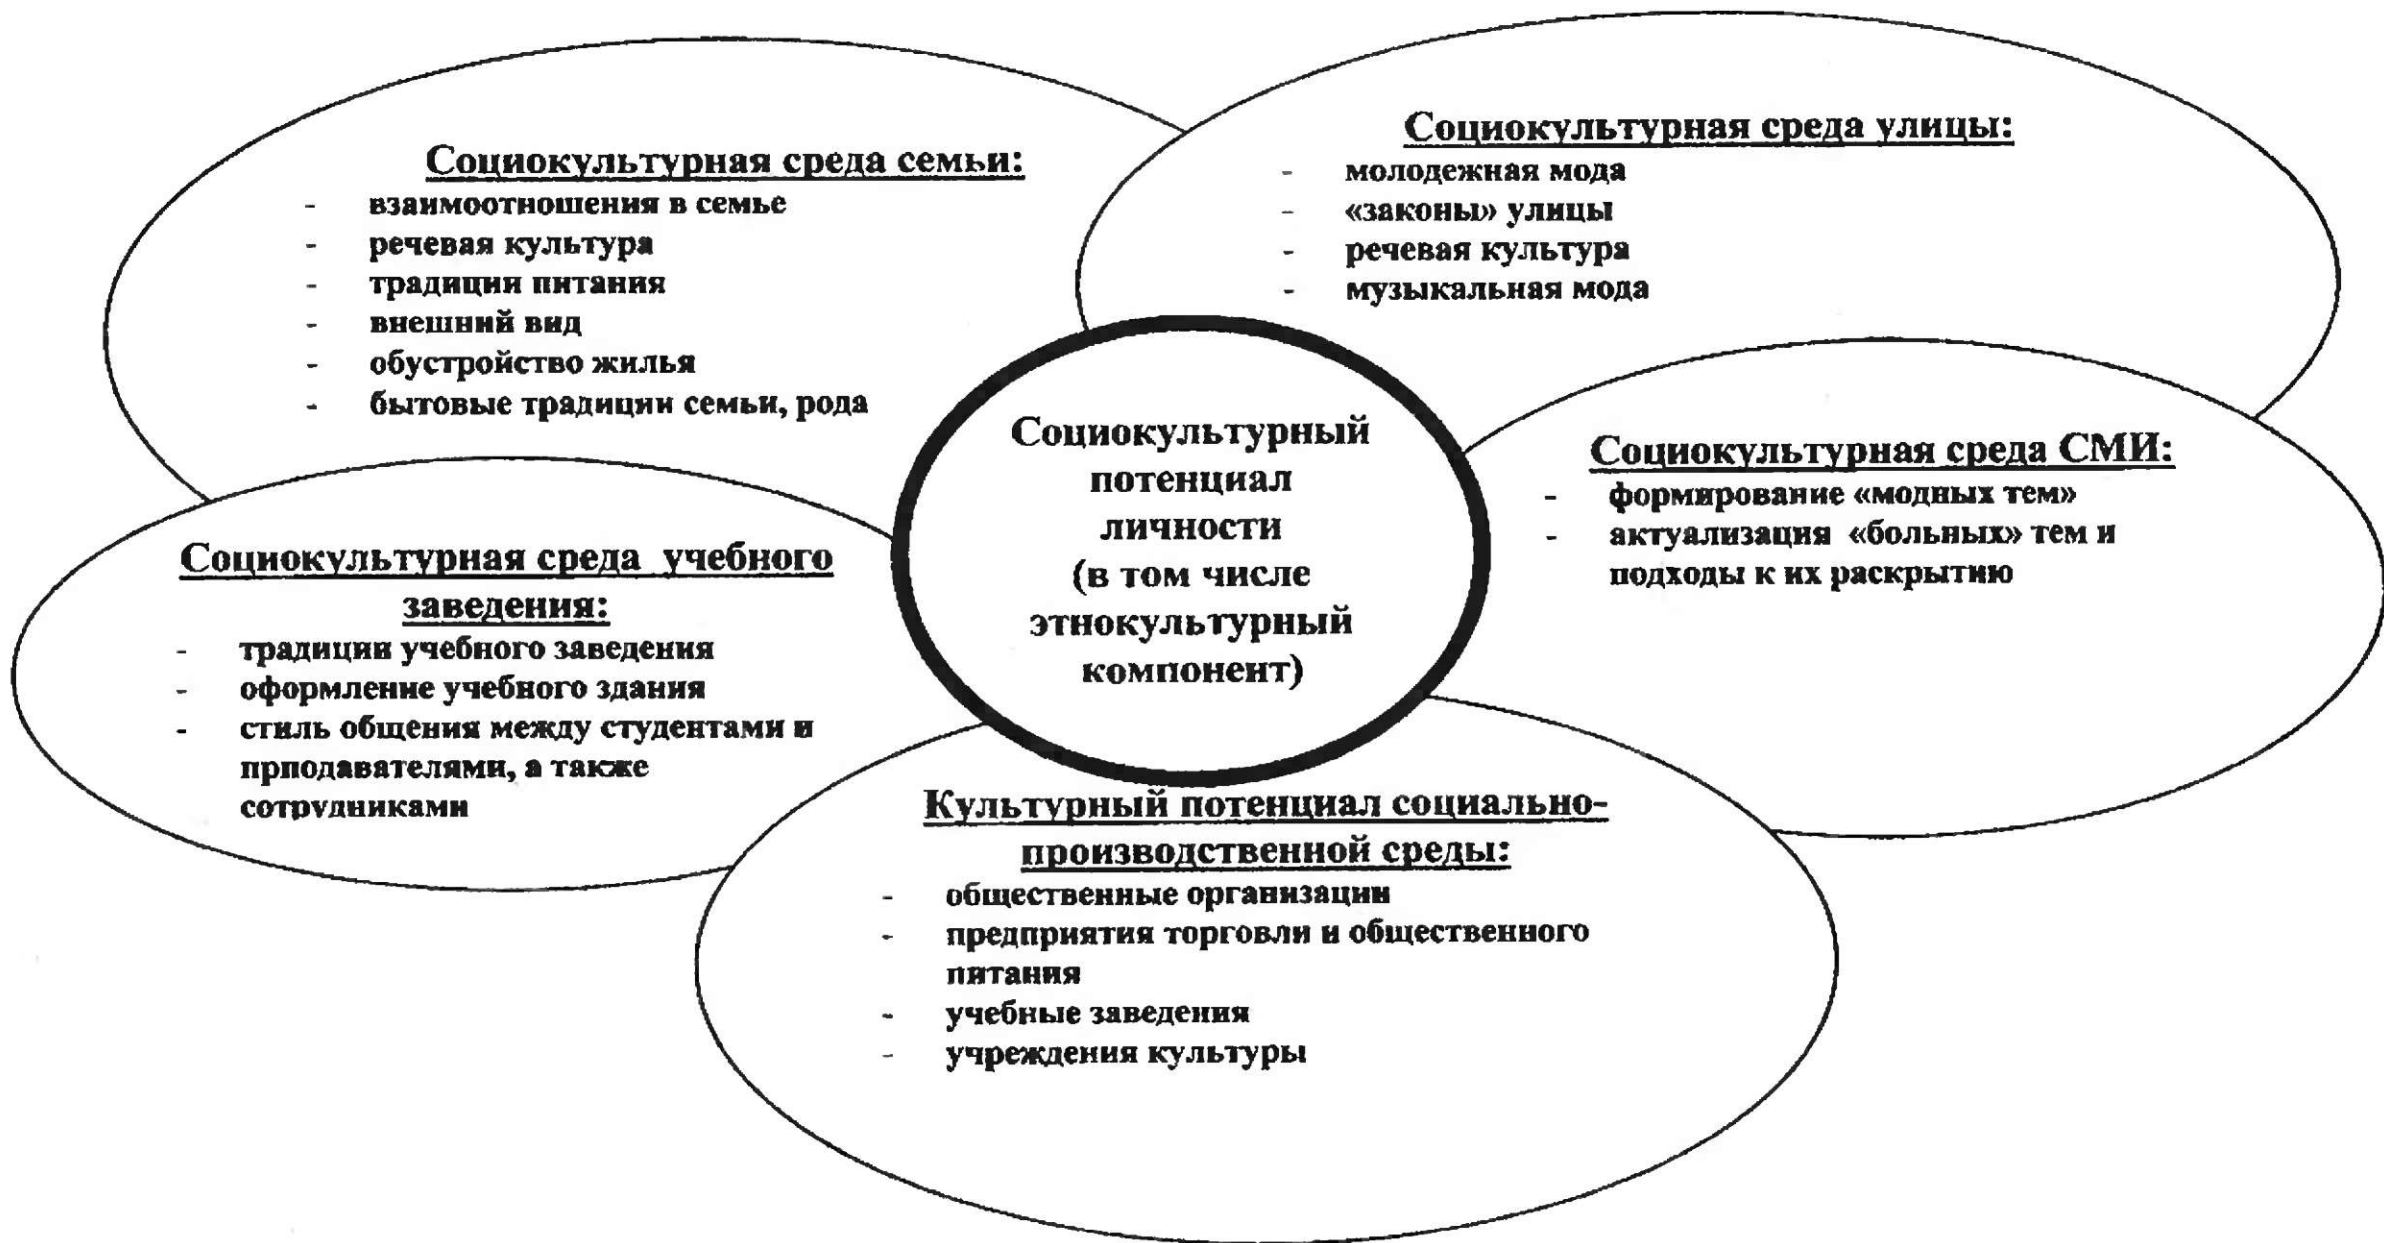 Социокультурная среда семьи:
- взаимоотношения в семье
- речевая культура
- традиции питания
- внешний вид
- обустройство жилья
- бытовые традиции семьи, рода
Социокультурная среда улицы:
- молодежная мода
- «законы» улицы
- речевая культура
- музыкальная мода
Социокультурный
потенциал
личности
(в том числе
этнокультурный
компонент)
Социокультурная среда СМИ:
- формирование «модных тем»
- актуализация «больных» тем и
подходы к их раскрытию
Социокультурная среда учебного
заведения:
- традиции учебного заведения
- оформление учебного здания
- стиль общения между студентами и
прподавателями, а также
сотрудниками
Культурный потенциал социально-
производственной среды:
- общественные организации
- предприятия торговли и общественного
питания
- учебные заведения
- учреждения культуры